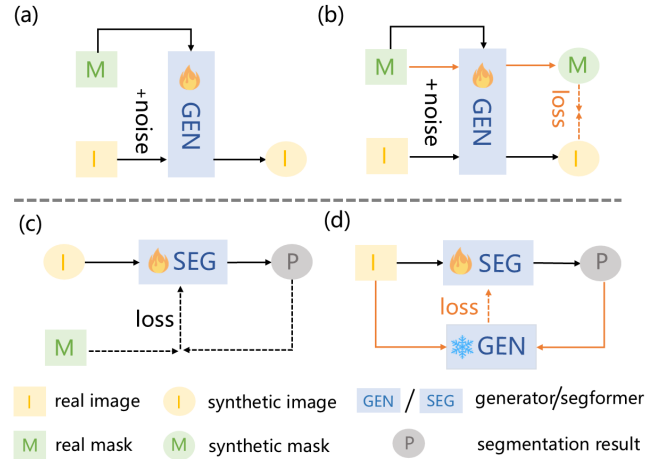 (a)
M
+noise
GEN
I
I
(b)
M
M
+noise
GEN
loss
I
I
(c)
I
SEG
P
loss
M
(d)
I
SEG
P
loss
GEN
I real image
I synthetic image
GEN / SEG generator/segformer
M real mask
M synthetic mask
P segmentation result